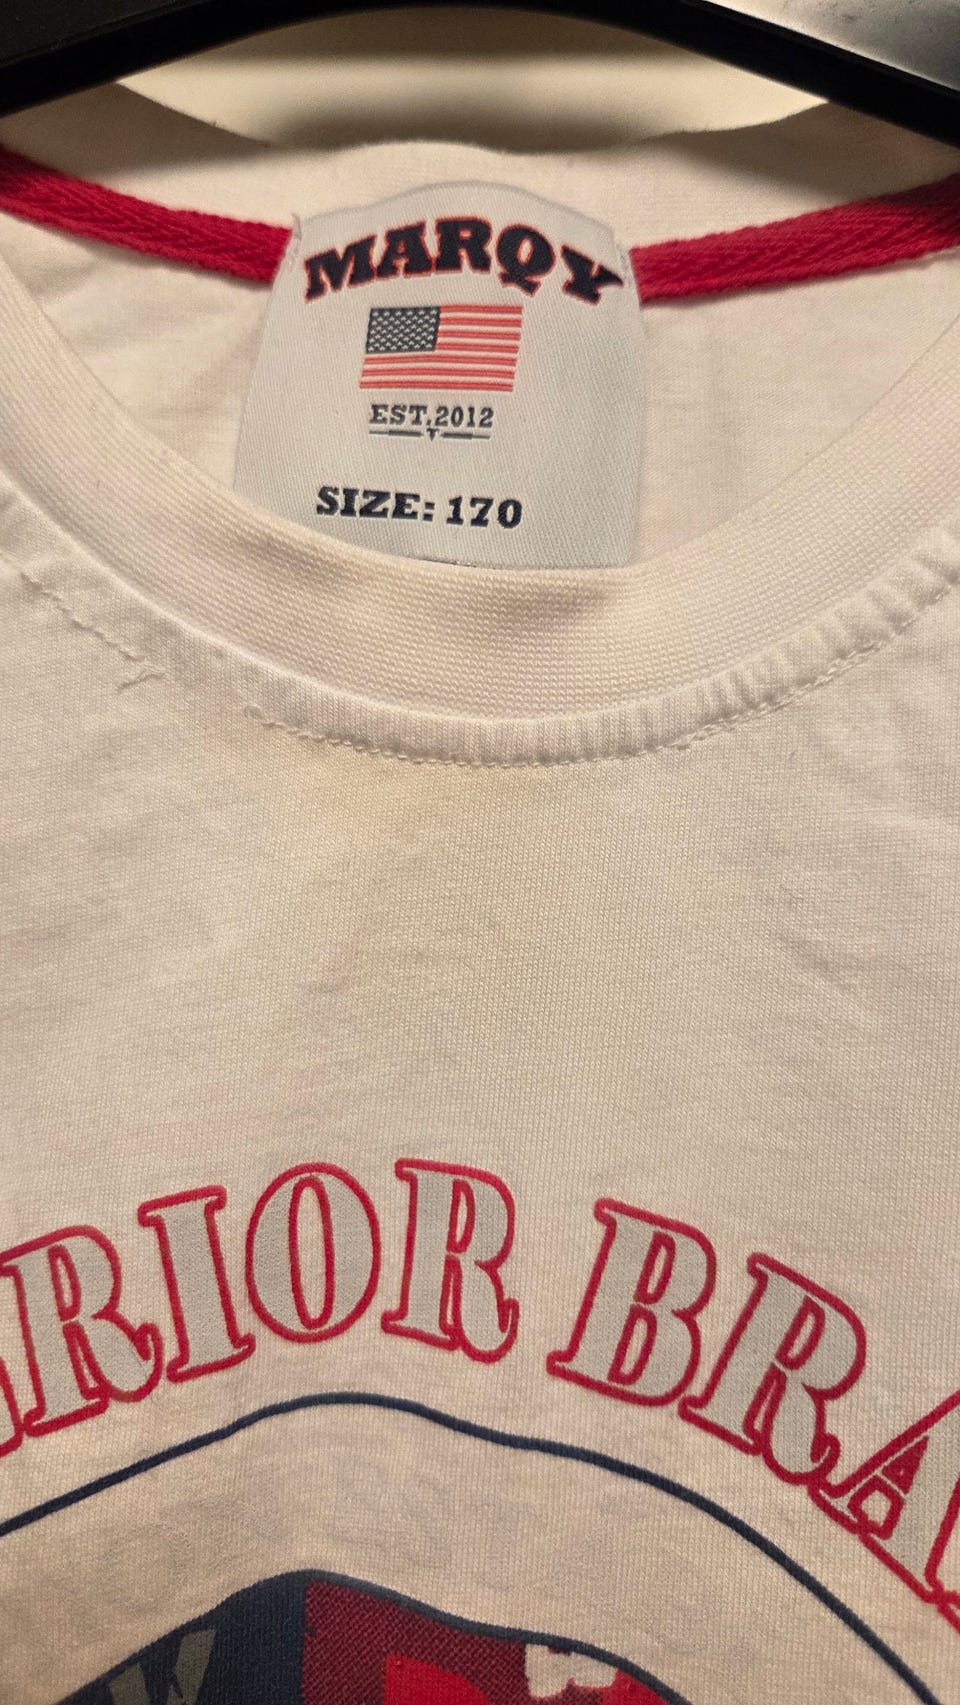 MARQY
EST.2012
SIZE: 170
RRIOR BRA